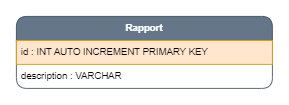 Rapport
id : INT AUTO INCREMENT PRIMARY KEY
description : VARCHAR